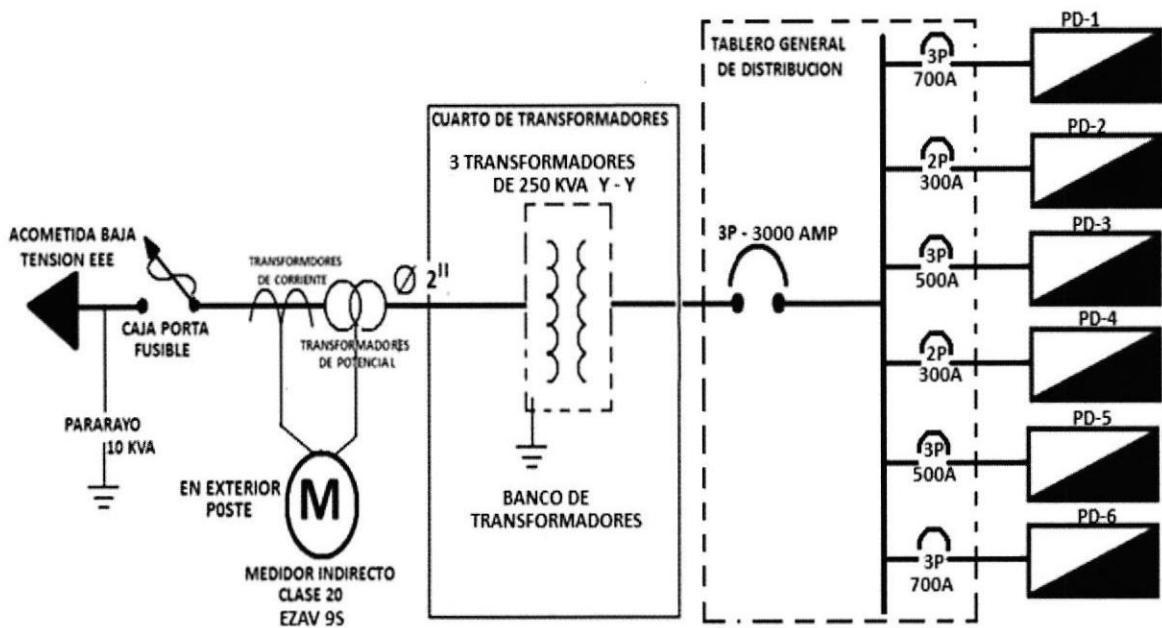 ACOMETIDA BAJA
TENSION EEE
CAJA PORTA
FUSIBLE
PARARAYO
10 KVA
TRANSFORMDORES
DE CORRIENTE
TRANSFORMADORES
DE POTENCIAL
Ø 2"
EN EXTERIOR
POSTE
M
MEDIDOR INDIRECTO
CLASE 20
EZAV 9S
CUARTO DE TRANSFORMADORES
3 TRANSFORMADORES
DE 250 KVA Y - Y
BANCO DE
TRANSFORMADORES
TABLERO GENERAL
DE DISTRIBUCION
3P - 3000 AMP
3P
700A
PD-1
2P
300A
PD-2
3P
500A
PD-3
2P
300A
PD-4
3P
500A
PD-5
3P
700A
PD-6